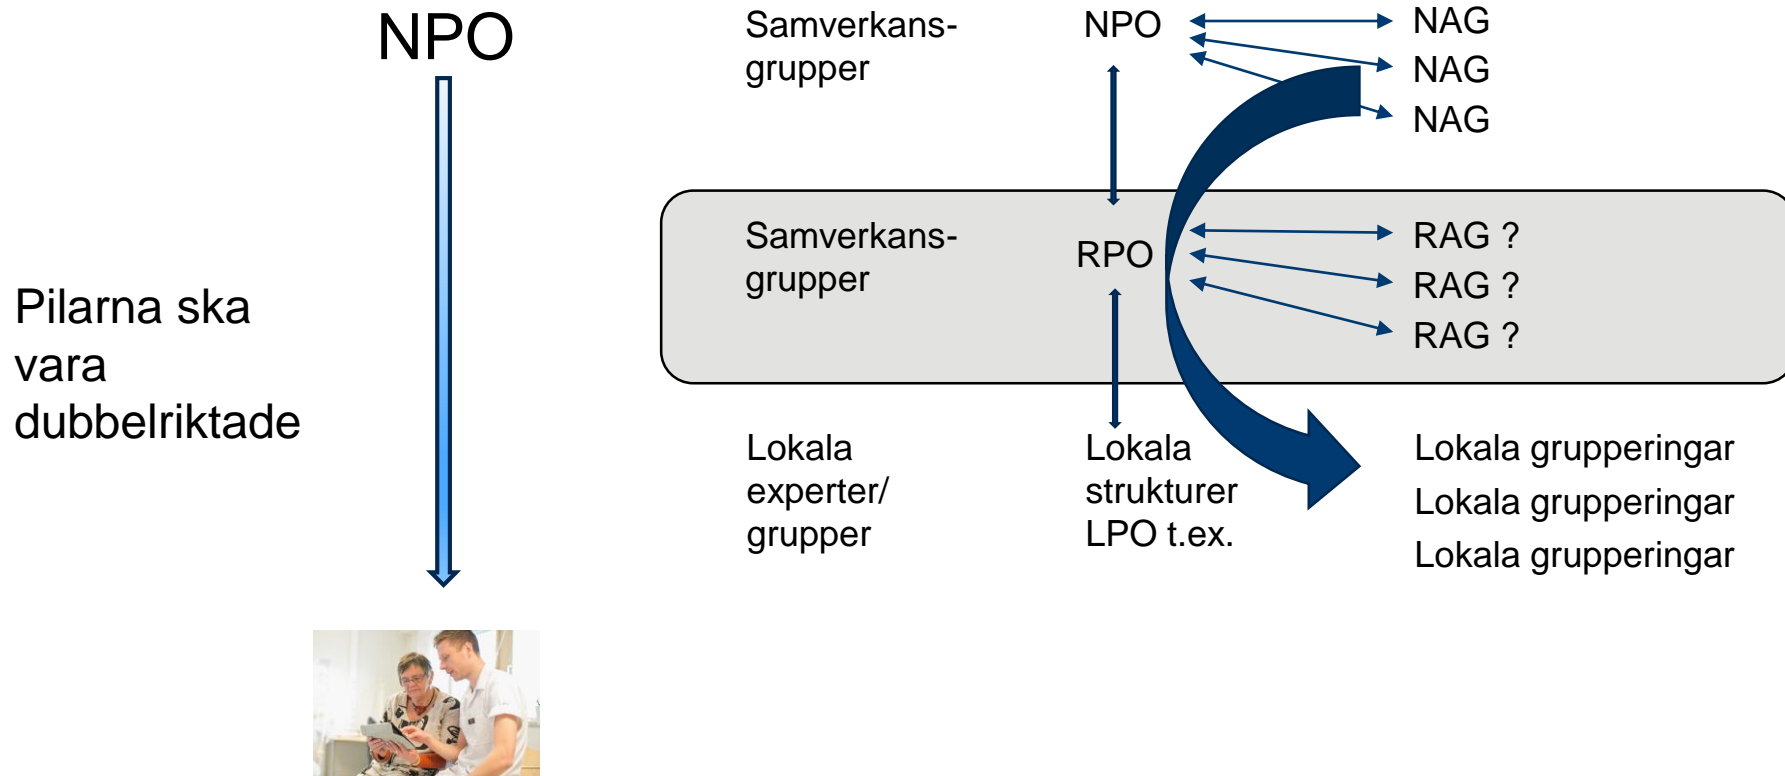 NPO
Pilarna ska
vara
dubbelriktade
Samverkans-
grupper
NPO
NAG
NAG
NAG
Samverkans-
grupper
RPO
RAG ?
RAG ?
RAG ?
Lokala
experter/
grupper
Lokala
strukturer
LPO t.ex.
Lokala grupperingar
Lokala grupperingar
Lokala grupperingar